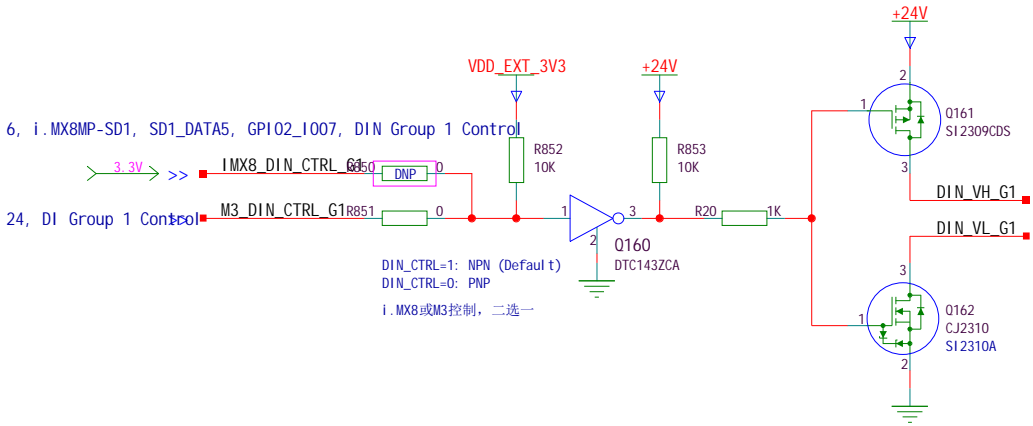 +24V
VDD_EXT_3V3
+24V
2
1
Q161
SI2309CDS
3
6, i.MX8MP-SD1, SD1_DATA5, GPIO2_IO07, DIN Group 1 Control
R852
10K
R853
10K
3.3V
>>
IMX8_DIN_CTRL_G1
R850
DNP
0
DIN_VH_G1
24, DI Group 1 Control
>>
M3_DIN_CTRL_G1
R851
0
1
3
2
R20
1K
DIN_VL_G1
Q160
DTC143ZCA
DIN_CTRL=1: NPN (Default)
DIN_CTRL=0: PNP
i.MX8或M3控制，二选一
3
1
Q162
CJ2310
SI2310A
2